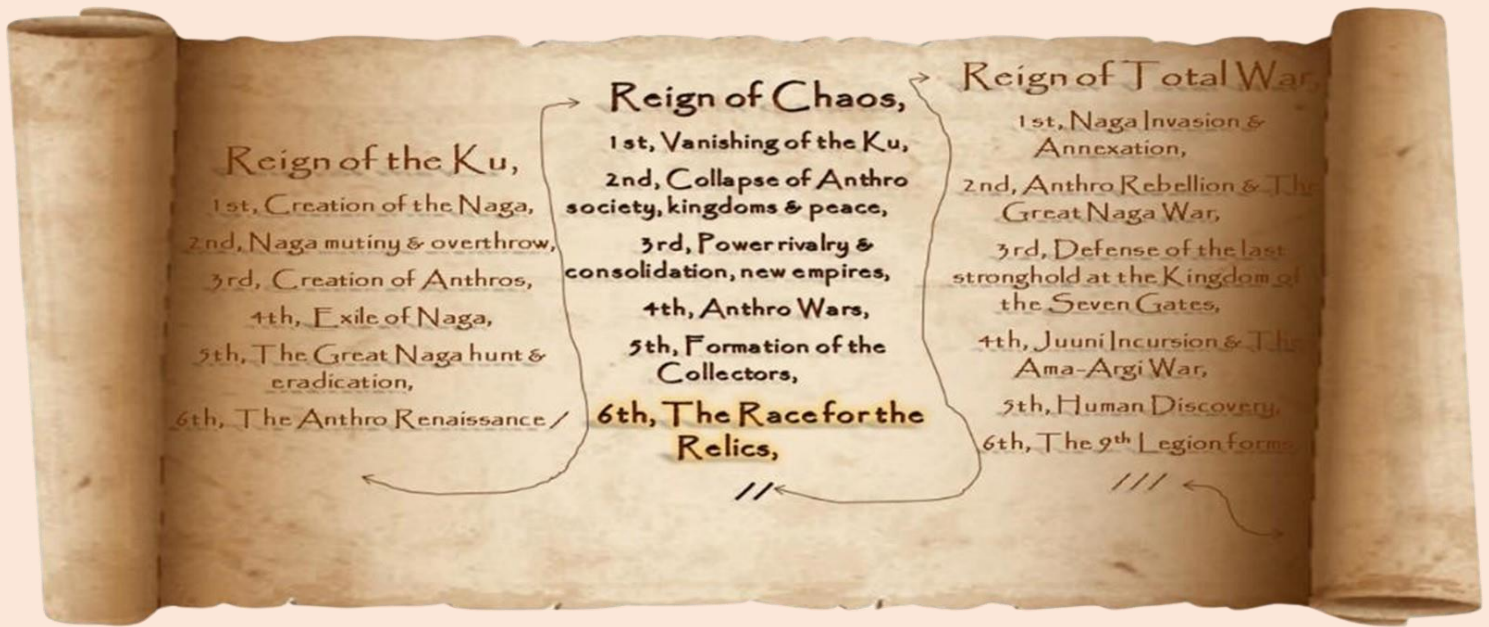 Reign of the Ku,
1st, Creation of the Naga,
2nd, Naga mutiny & overthrow,
3rd, Creation of Anthros,
4th, Exile of Naga,
5th, The Great Naga hunt &
eradication,
6th, The Anthro Renaissance /
Reign of Chaos,
1st, Vanishing of the Ku,
2nd, Collapse of Anthro
society, kingdoms & peace,
3rd, Power rivalry &
consolidation, new empires,
4th, Anthro Wars,
5th, Formation of the
Collectors,
6th, The Race for the
Relics,
//
Reign of Total War,
1st, Naga Invasion &
Annexation,
2nd, Anthro Rebellion & The
Great Naga War,
3rd, Defense of the last
stronghold at the Kingdom of
the Seven Gates,
4th, Juuni Incursion & The
Ama-Argi War,
5th, Human Discovery,
6th, The 9th Legion forms
///